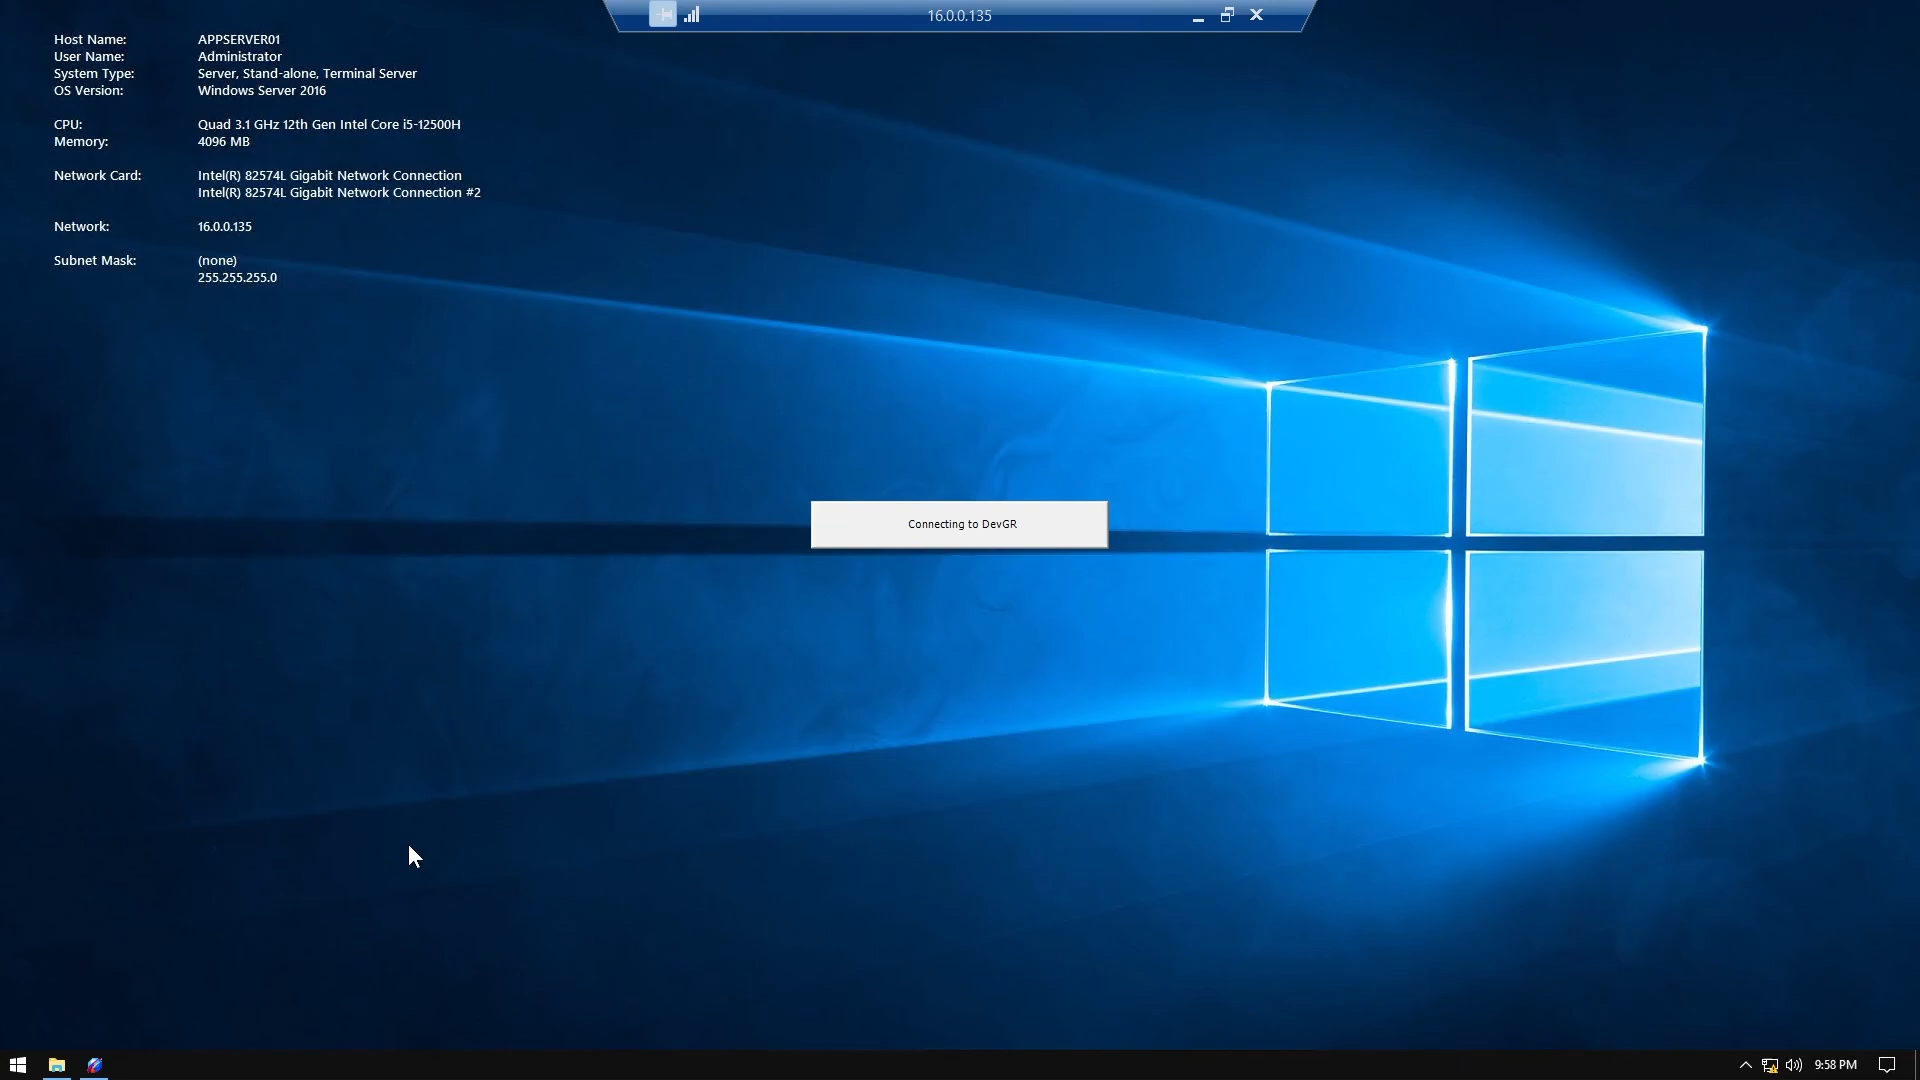 16.0.0.135
Host Name: APPSERVER01
User Name: Administrator
System Type: Server, Stand-alone, Terminal Server
OS Version: Windows Server 2016
CPU: Quad 3.1 GHz 12th Gen Intel Core i5-12500H
Memory: 4096 MB
Network Card: Intel(R) 82574L Gigabit Network Connection
Intel(R) 82574L Gigabit Network Connection #2
Network: 16.0.0.135
Subnet Mask: (none)
255.255.255.0
Connecting to DevGR
9:58 PM